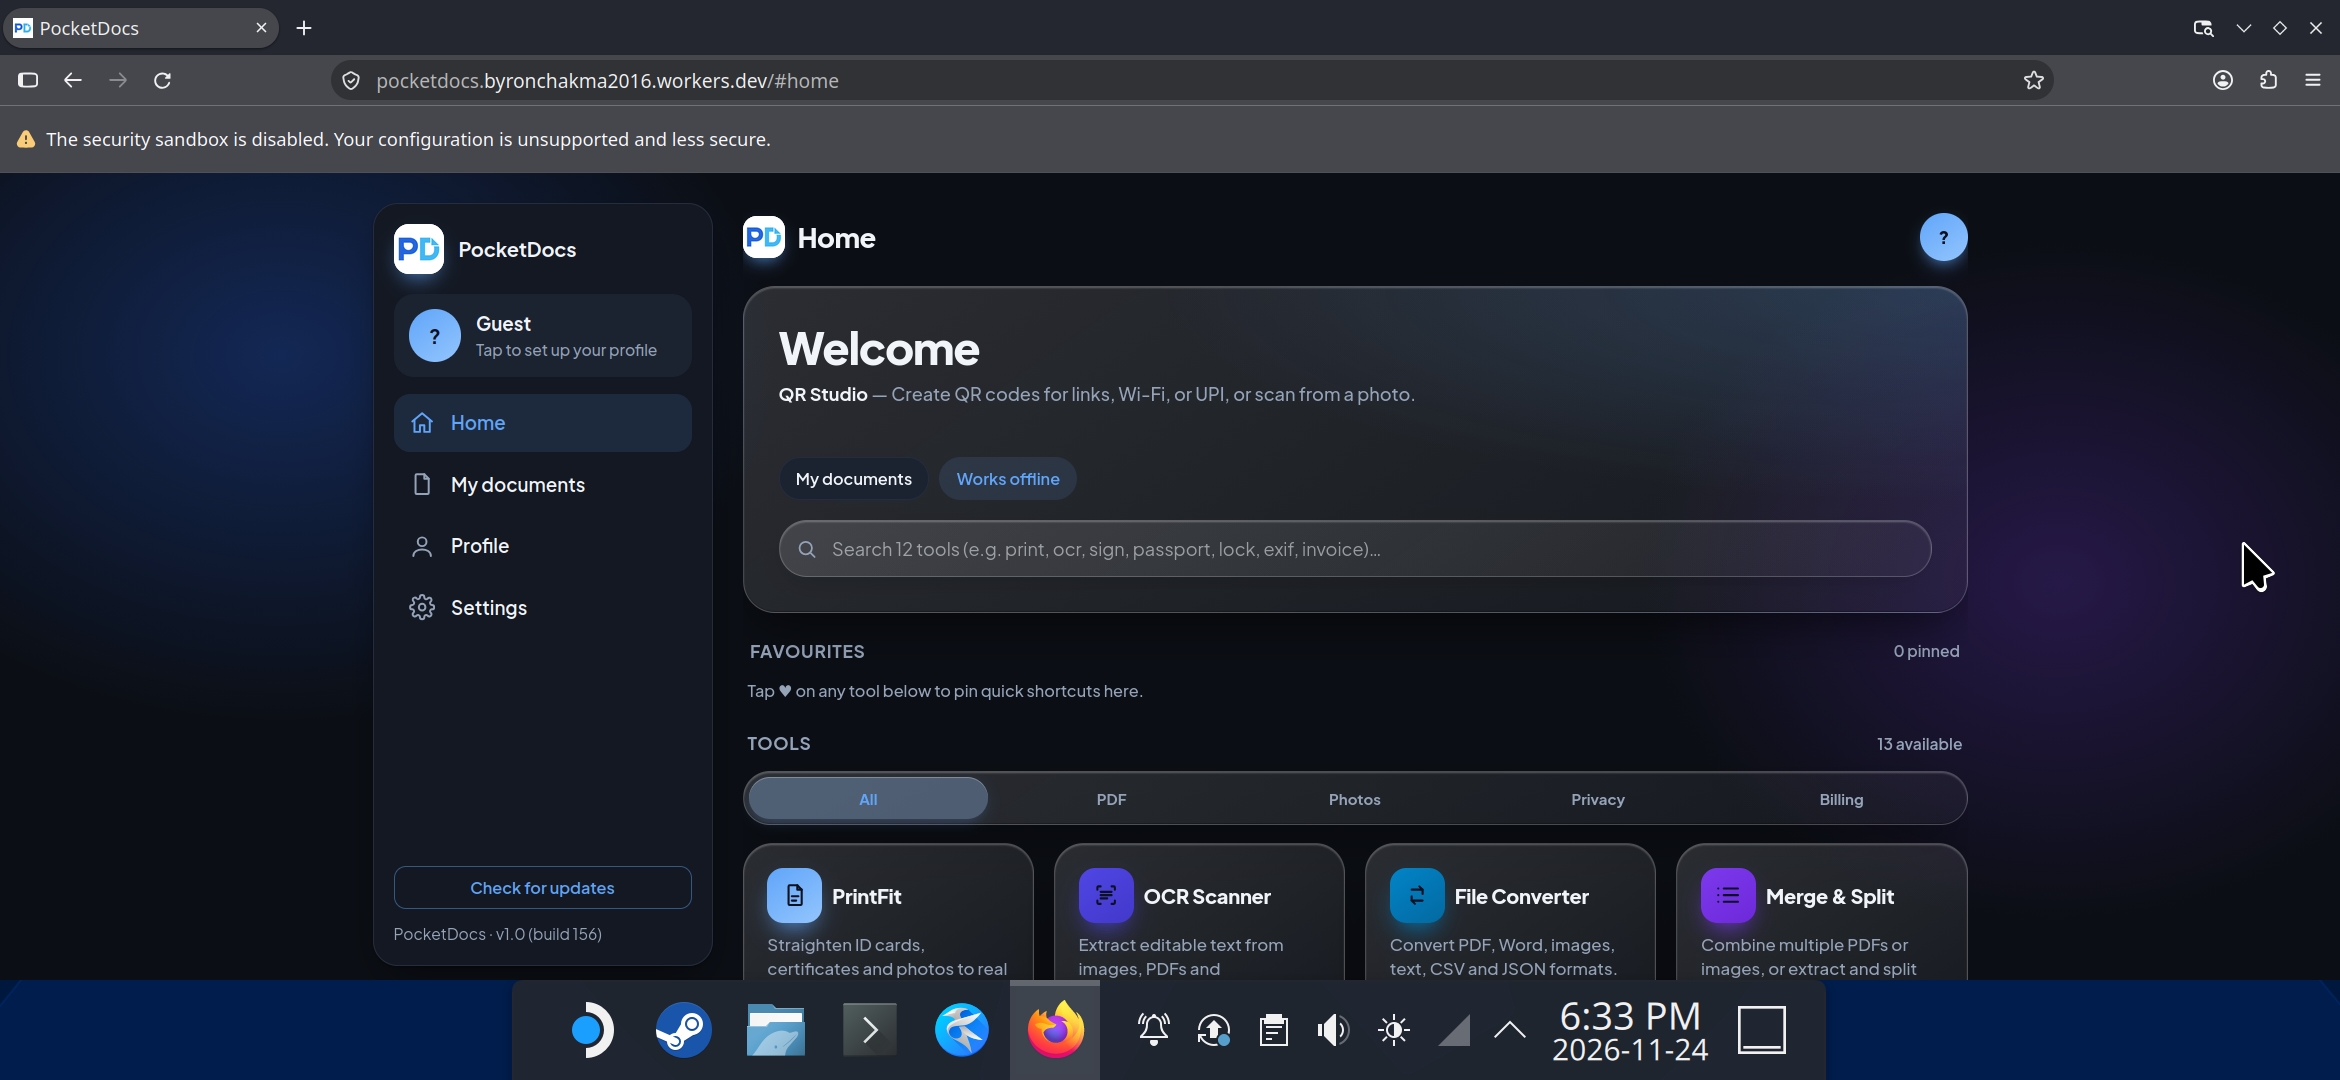 PD PocketDocs
pocketdocs.byronchakma2016.workers.dev/#home
The security sandbox is disabled. Your configuration is unsupported and less secure.
PD PocketDocs
? Guest
Tap to set up your profile
Home
My documents
Profile
Settings
Check for updates
PocketDocs · v1.0 (build 156)
PD Home
?
Welcome
QR Studio — Create QR codes for links, Wi-Fi, or UPI, or scan from a photo.
My documents Works offline
Search 12 tools (e.g. print, ocr, sign, passport, lock, exif, invoice)...
FAVOURITES 0 pinned
Tap ♥ on any tool below to pin quick shortcuts here.
TOOLS 13 available
All PDF Photos Privacy Billing
PrintFit
Straighten ID cards,
certificates and photos to real
OCR Scanner
Extract editable text from
images, PDFs and
File Converter
Convert PDF, Word, images,
text, CSV and JSON formats.
Merge & Split
Combine multiple PDFs or
images, or extract and split
6:33 PM
2026-11-24